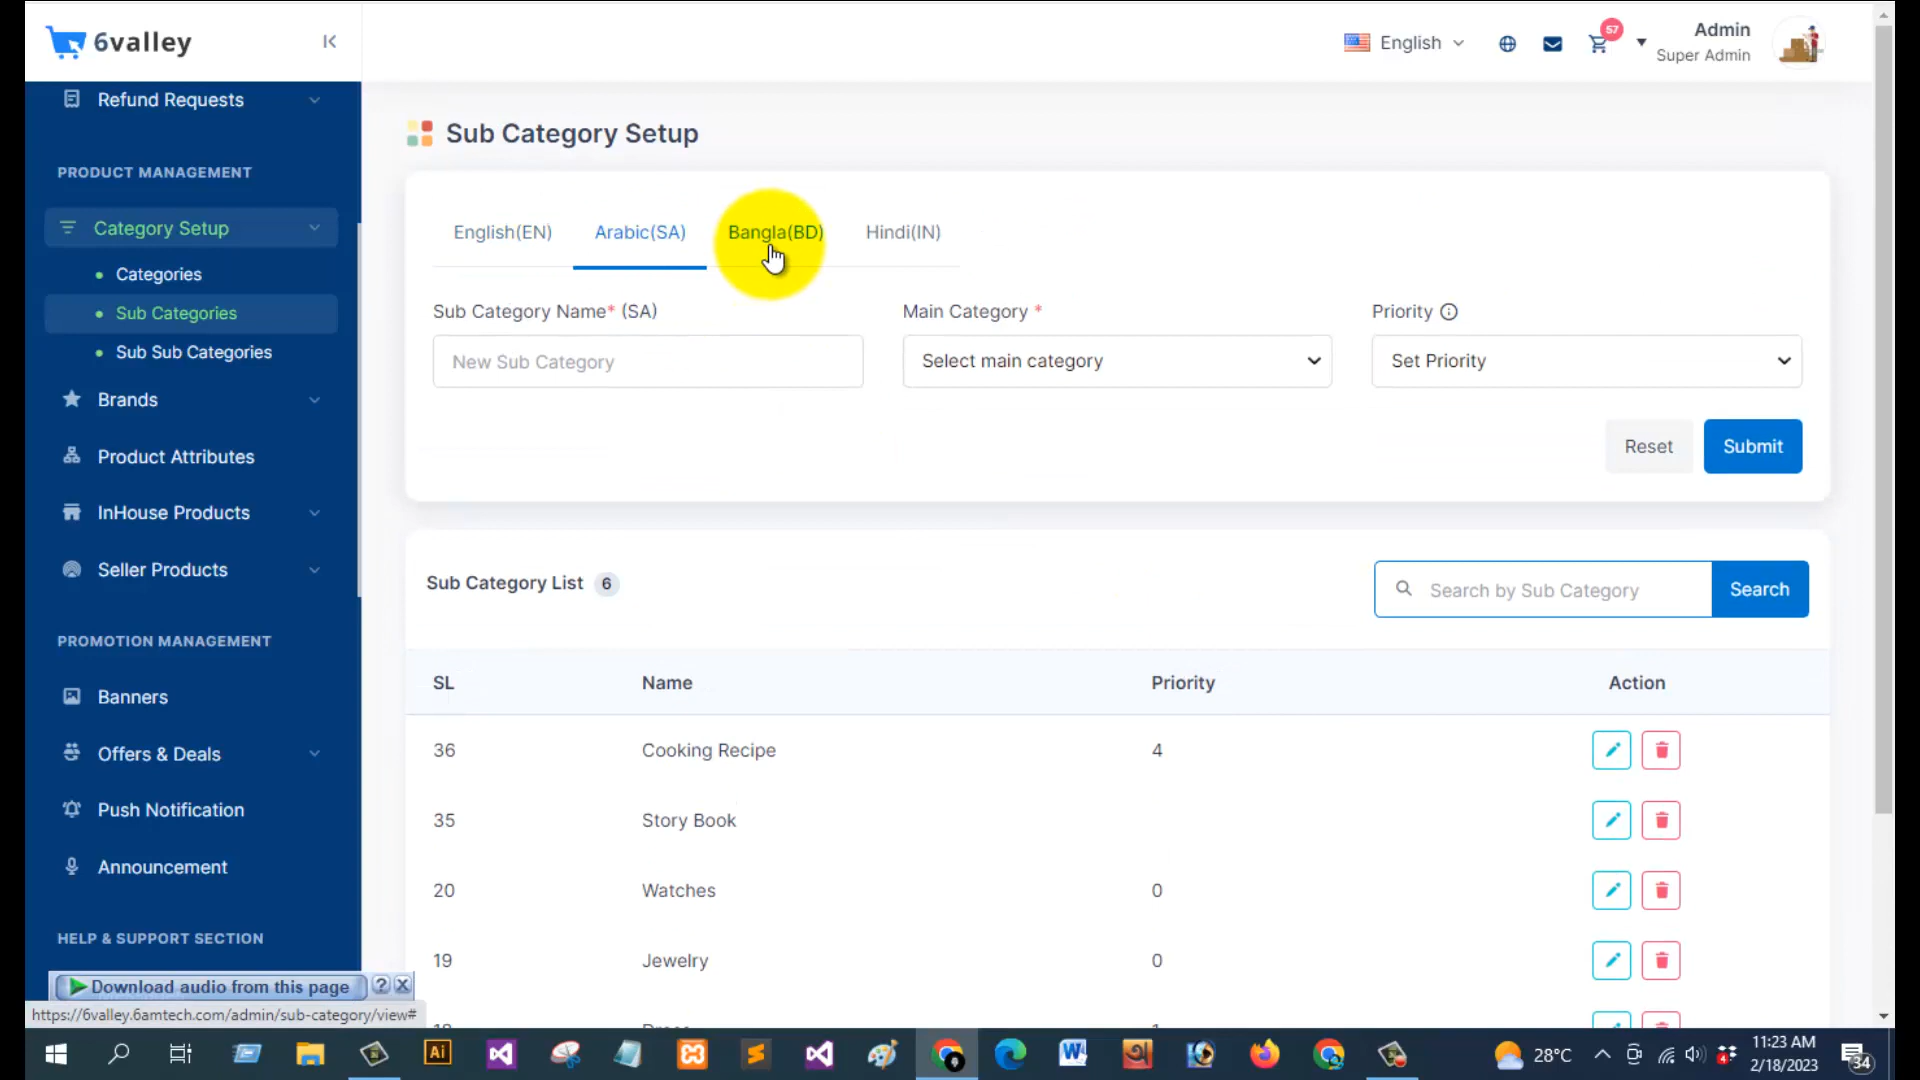 6valley
English
57
Admin
Super Admin
Refund Requests
PRODUCT MANAGEMENT
Category Setup
Categories
Sub Categories
Sub Sub Categories
Brands
Product Attributes
InHouse Products
Seller Products
PROMOTION MANAGEMENT
Banners
Offers & Deals
Push Notification
Announcement
HELP & SUPPORT SECTION
Download audio from this page ?
https://6valley.6amtech.com/admin/sub-category/view#
Sub Category Setup
English(EN) Arabic(SA) Bangla(BD) Hindi(IN)
Sub Category Name* (SA) Main Category * Priority
New Sub Category Select main category Set Priority
Reset Submit
Sub Category List 6
Search by Sub Category Search
SL Name Priority Action
36 Cooking Recipe 4
35 Story Book
20 Watches 0
19 Jewelry 0
Ai
28°C
11:23 AM
2/18/2023
34